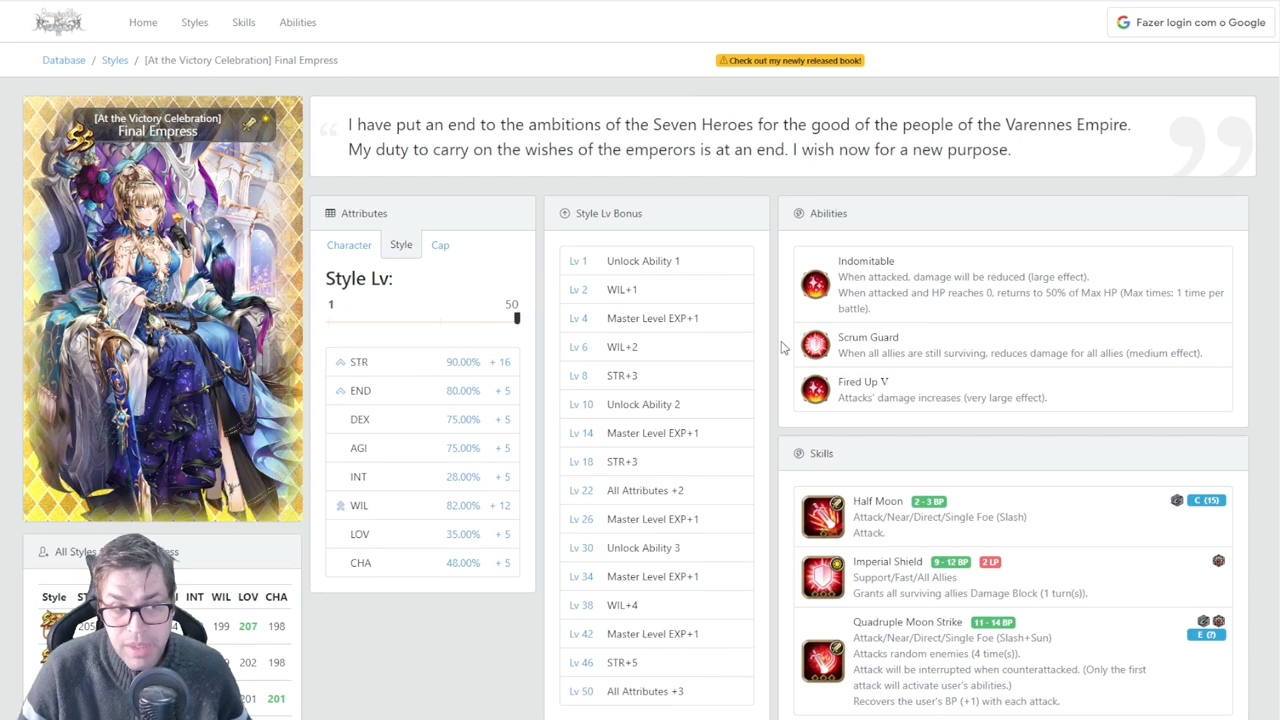 Home
Styles
Skills
Abilities
Fazer login com o Google
Database / Styles / [At the Victory Celebration] Final Empress
Check out my newly released book!
[At the Victory Celebration]
Final Empress
SS
I have put an end to the ambitions of the Seven Heroes for the good of the people of the Varennes Empire.
My duty to carry on the wishes of the emperors is at an end. I wish now for a new purpose.
Attributes
Character
Style
Cap
Style Lv:
1 50
STR 90.00% + 16
END 80.00% + 5
DEX 75.00% + 5
AGI 75.00% + 5
INT 28.00% + 5
WIL 82.00% + 12
LOV 35.00% + 5
CHA 48.00% + 5
Style Lv Bonus
Lv 1 Unlock Ability 1
Lv 2 WIL+1
Lv 4 Master Level EXP+1
Lv 6 WIL+2
Lv 8 STR+3
Lv 10 Unlock Ability 2
Lv 14 Master Level EXP+1
Lv 18 STR+3
Lv 22 All Attributes +2
Lv 26 Master Level EXP+1
Lv 30 Unlock Ability 3
Lv 34 Master Level EXP+1
Lv 38 WIL+4
Lv 42 Master Level EXP+1
Lv 46 STR+5
Lv 50 All Attributes +3
Abilities
Indomitable
When attacked, damage will be reduced (large effect).
When attacked and HP reaches 0, returns to 50% of Max HP (Max times: 1 time per
battle).
Scrum Guard
When all allies are still surviving, reduces damage for all allies (medium effect).
Fired Up V
Attacks' damage increases (very large effect).
Skills
Half Moon 2 - 3 BP C (15)
Attack/Near/Direct/Single Foe (Slash)
Attack.
Imperial Shield 9 - 12 BP 2 LP
Support/Fast/All Allies
Grants all surviving allies Damage Block (1 turn(s)).
Quadruple Moon Strike 11 - 14 BP
E (7)
Attack/Near/Direct/Single Foe (Slash+Sun)
Attacks random enemies (4 time(s)).
Attack will be interrupted when counterattacked. (Only the first
attack will activate user's abilities.)
Recovers the user's BP (+1) with each attack.
All Styles
Style INT WIL LOV CHA
199 207 198
202 198
201 201